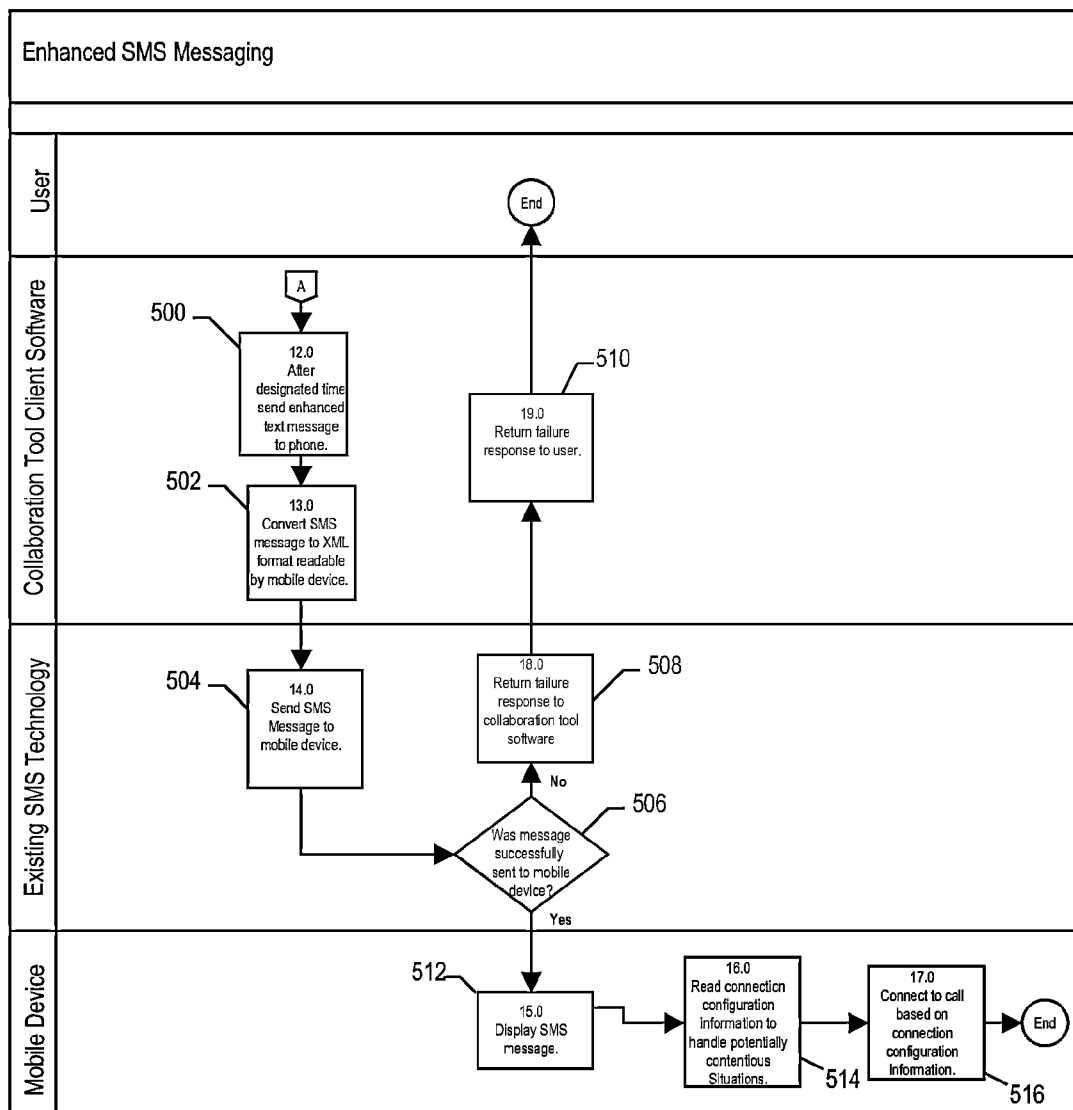 Enhanced SMS Messaging
User
End
Collaboration Tool Client Software
A
500
12.0
After
designated time
send enhanced
text message
to phone.
502
13.0
Convert SMS
message to XML
format readable
by mobile device.
510
19.0
Return failure
response to user.
Existing SMS Technology
504
14.0
Send SMS
Message to
mobile device.
18.0
Return failure
response to
collaboration tool
software
508
No
506
Was message
successfully
sent to mobile
device?
Yes
Mobile Device
512
15.0
Display SMS
message.
16.0
Read connection
configuration
information to
handle potentially
contentious
Situations.
514
17.0
Connect to call
based on
connection
configuration
Information.
516
End